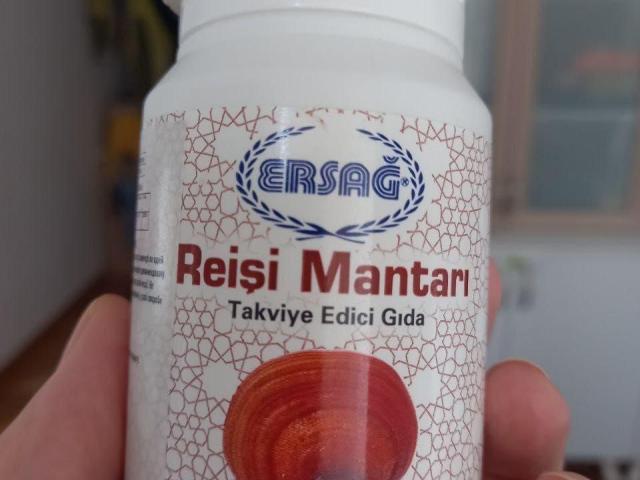 ERSAĞ®
Reişi Mantarı
Takviye Edici Gıda